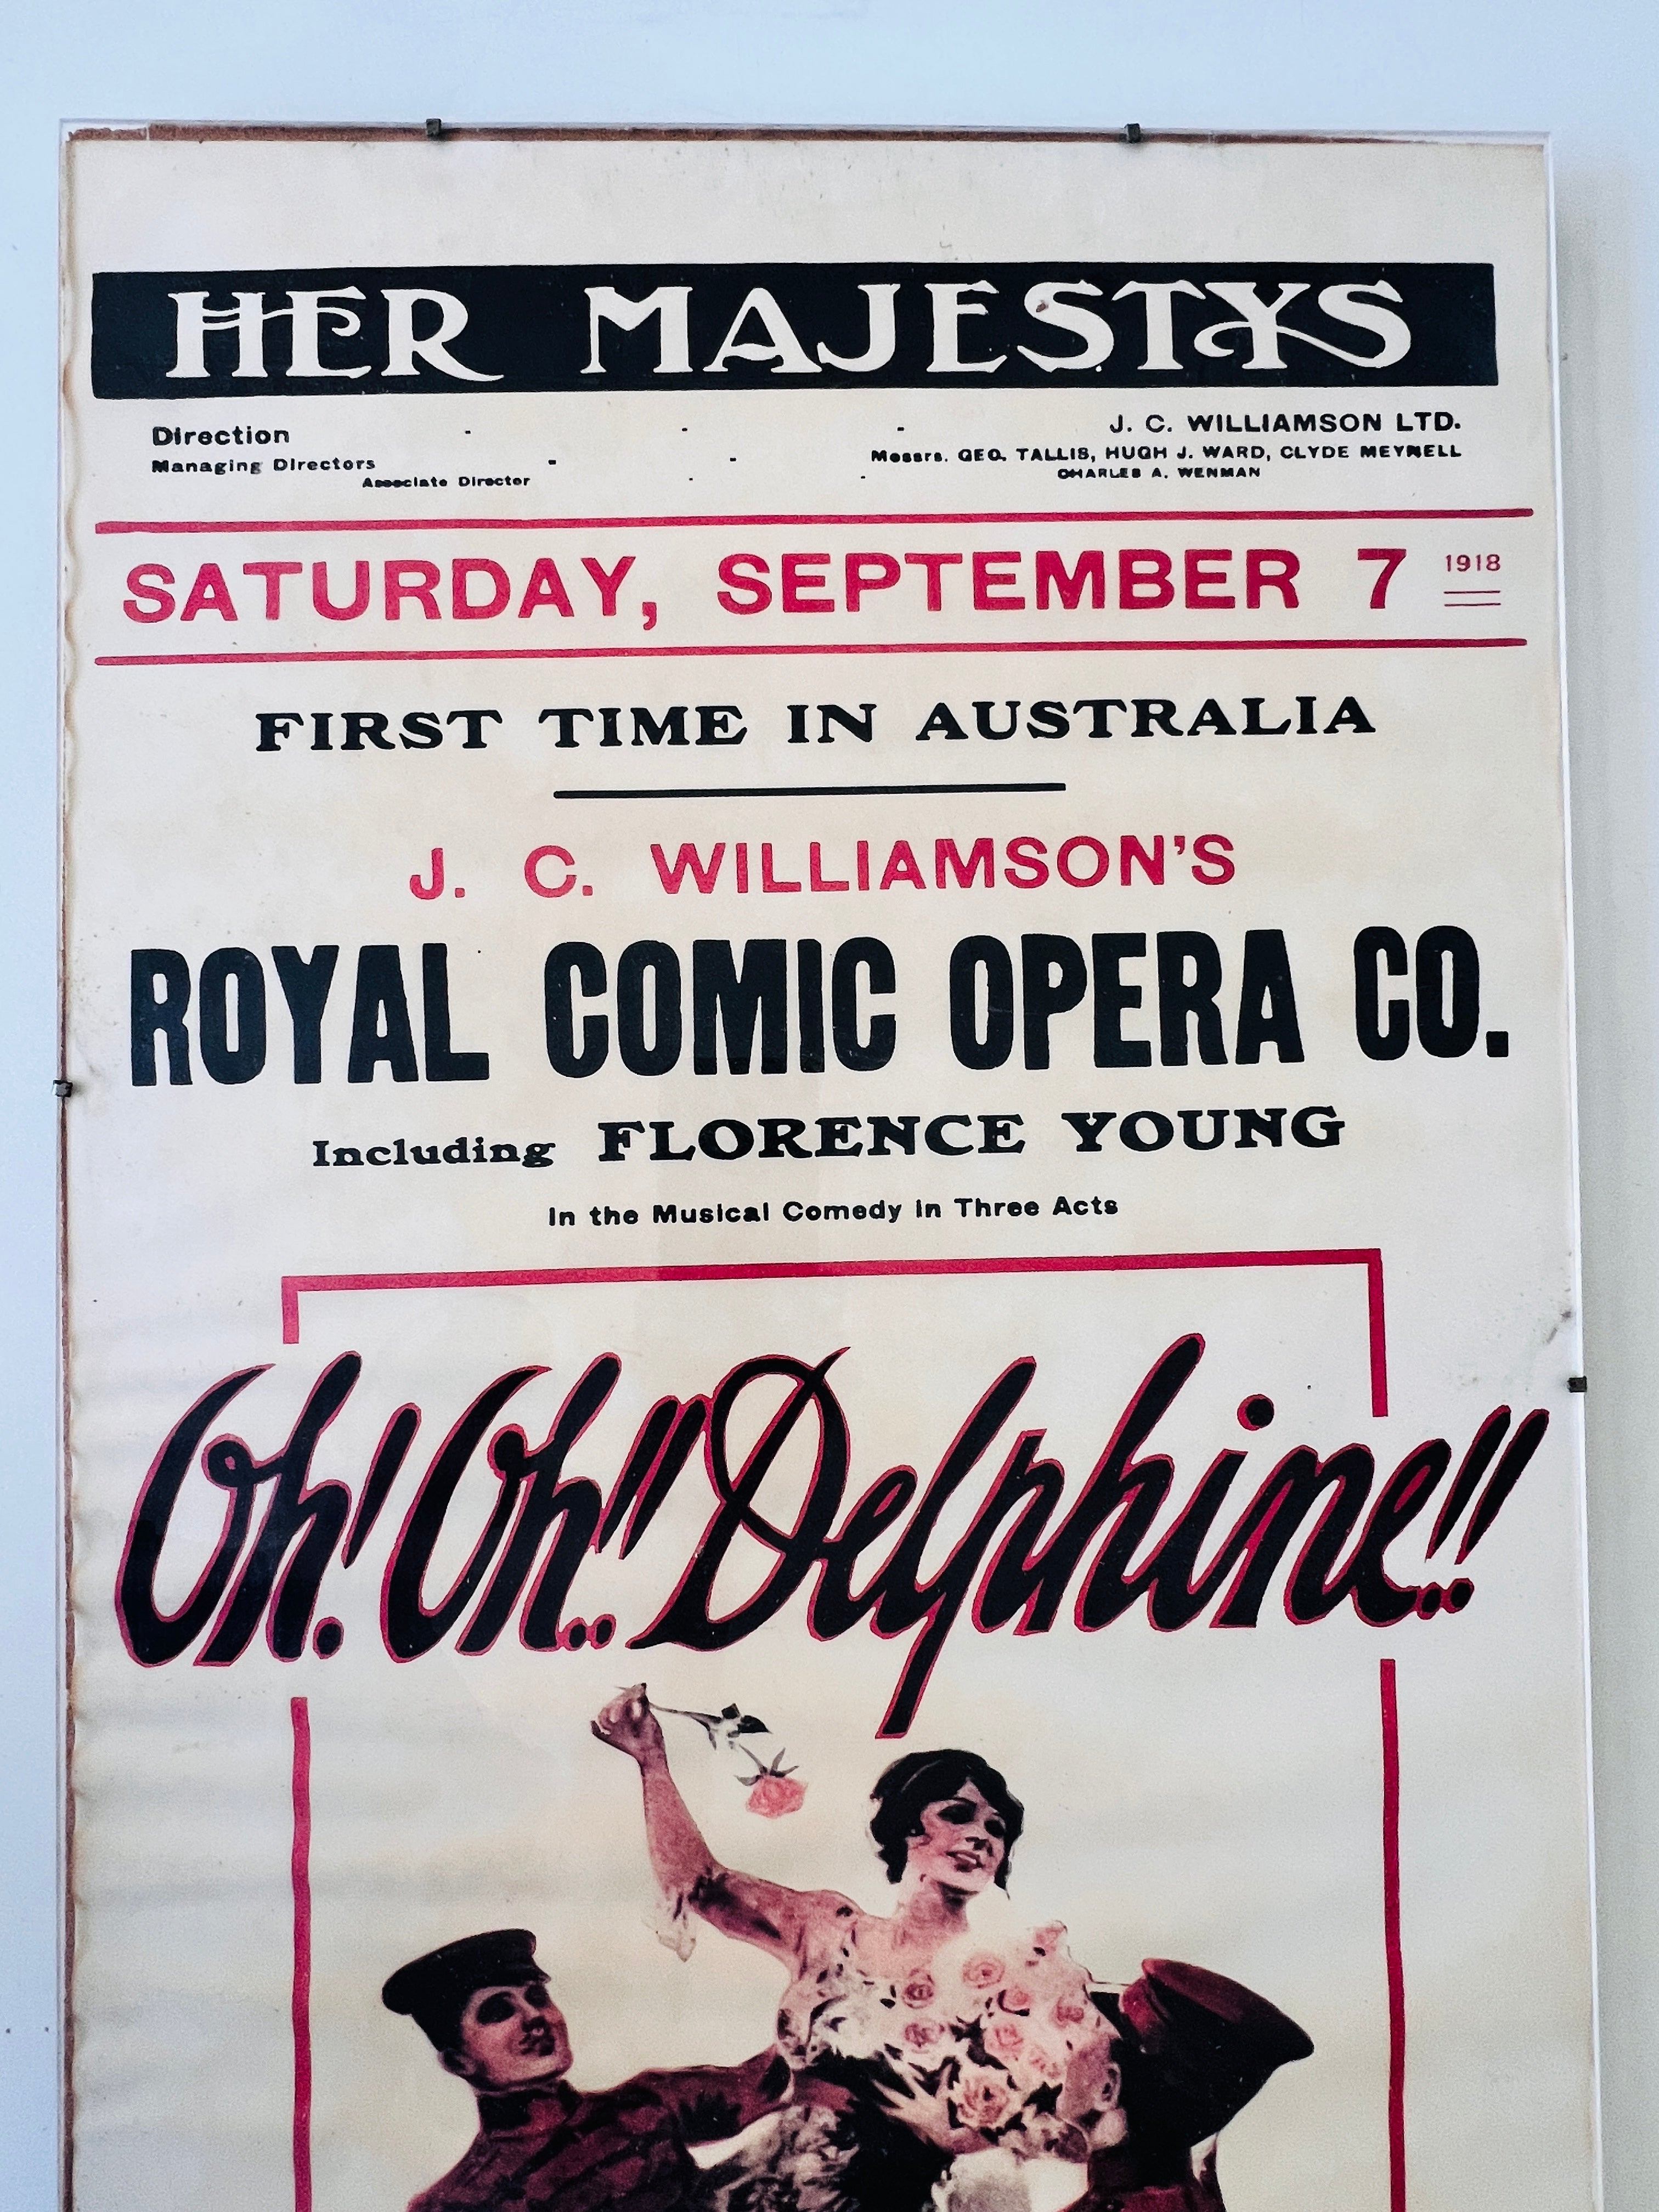 HER MAJESTYS
Direction - - - J. C. WILLIAMSON LTD.
Managing Directors - - Messrs. GEO. TALLIS, HUGH J. WARD, CLYDE MEYNELL
Associate Director - - CHARLES A. WENMAN
SATURDAY, SEPTEMBER 7 1918
FIRST TIME IN AUSTRALIA
J. C. WILLIAMSON'S
ROYAL COMIC OPERA CO.
Including FLORENCE YOUNG
In the Musical Comedy in Three Acts
Oh! Oh!! Delphine!!